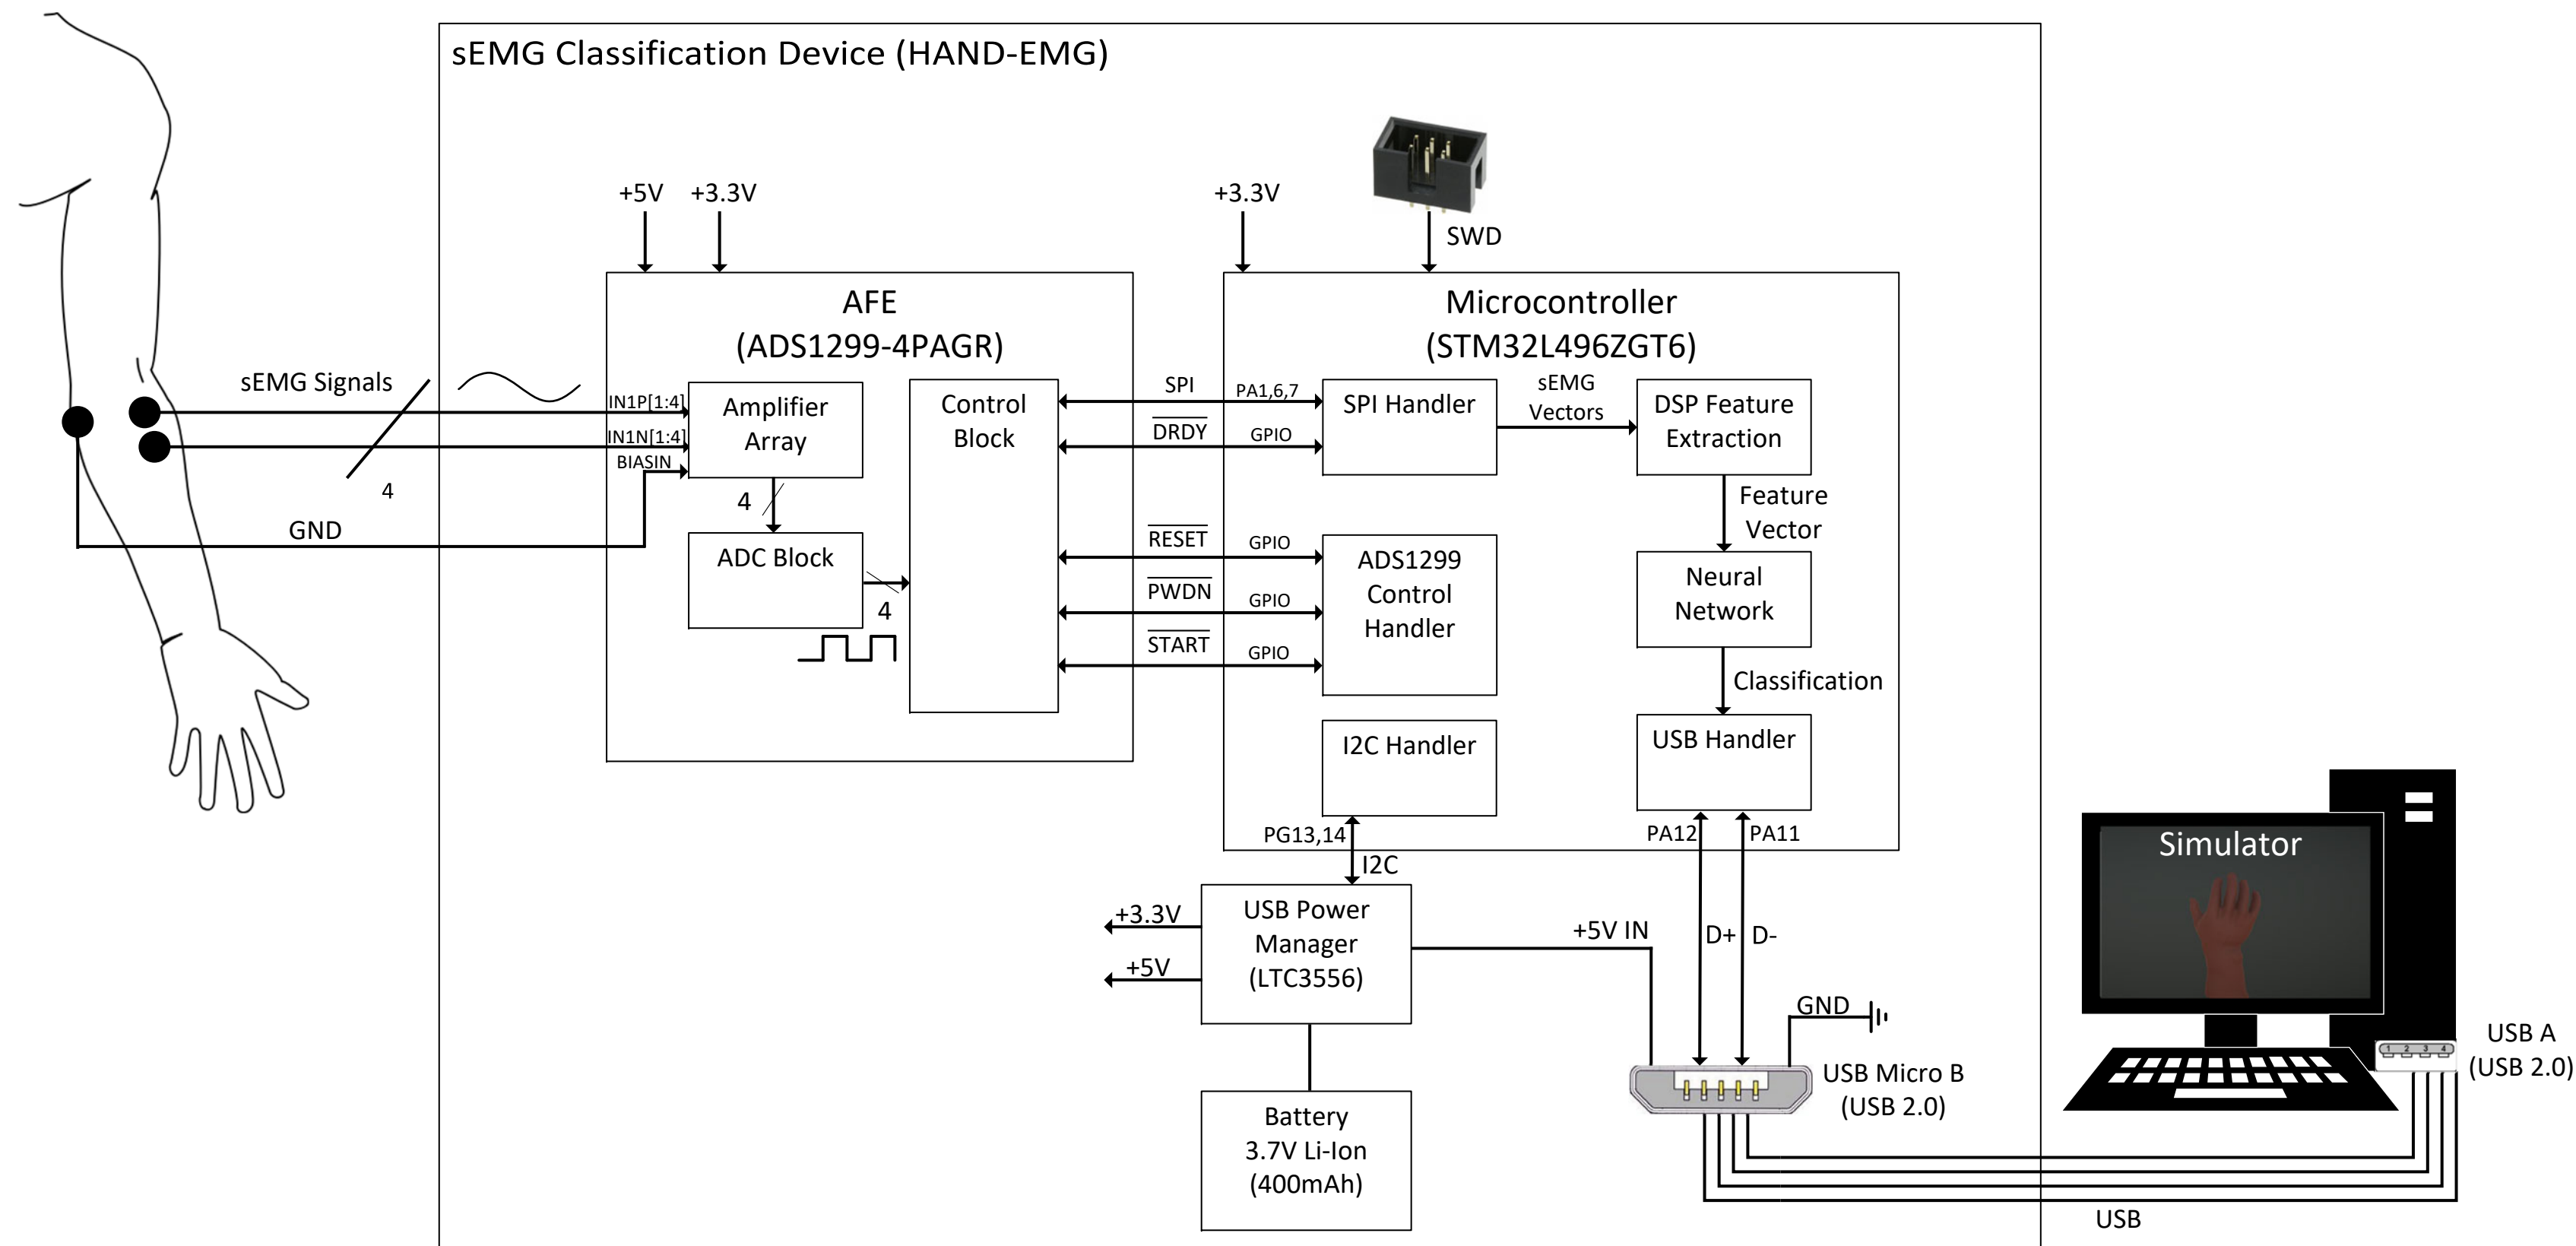 sEMG Classification Device (HAND-EMG)
+5V
+3.3V
+3.3V
SWD
AFE
(ADS1299-4PAGR)
Microcontroller
(STM32L496ZGT6)
sEMG Signals
4
GND
IN1P[1:4]
IN1N[1:4]
BIASIN
Amplifier
Array
4
ADC Block
4
Control
Block
SPI
DRDY
RESET
PWDN
START
PA1,6,7
GPIO
GPIO
GPIO
GPIO
SPI Handler
sEMG
Vectors
DSP Feature
Extraction
Feature
Vector
ADS1299
Control
Handler
Neural
Network
Classification
I2C Handler
USB Handler
PG13,14
I2C
PA12
PA11
+3.3V
+5V
USB Power
Manager
(LTC3556)
+5V IN
D+
D-
GND
Battery
3.7V Li-Ion
(400mAh)
USB Micro B
(USB 2.0)
Simulator
1 2 3 4
USB A
(USB 2.0)
USB